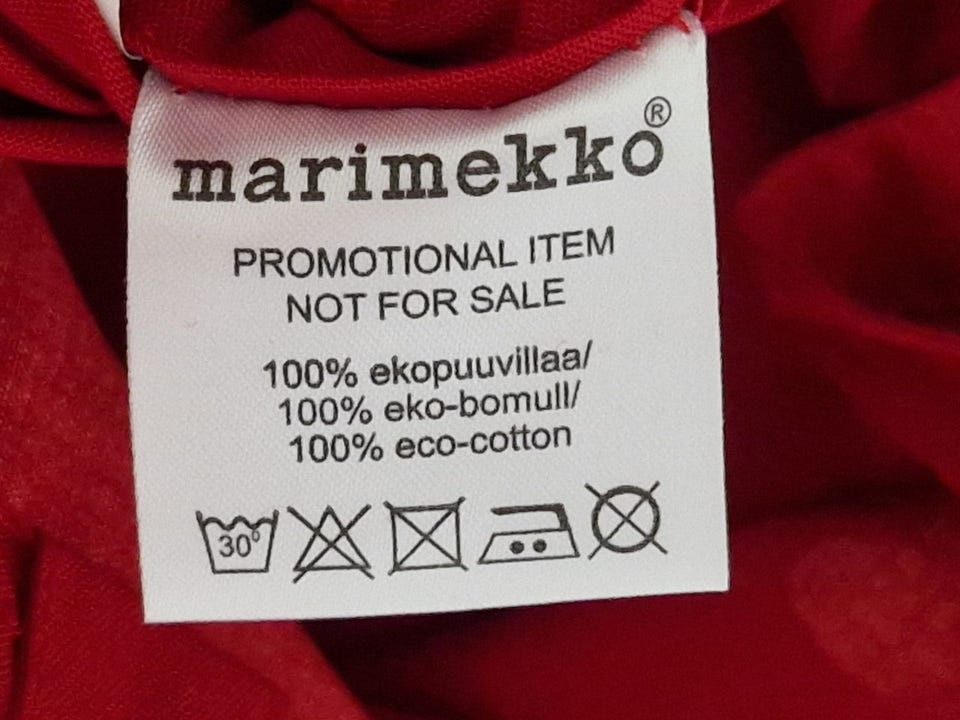 marimekko®
PROMOTIONAL ITEM
NOT FOR SALE
100% ekopuuvillaa/
100% eko-bomull/
100% eco-cotton
30°